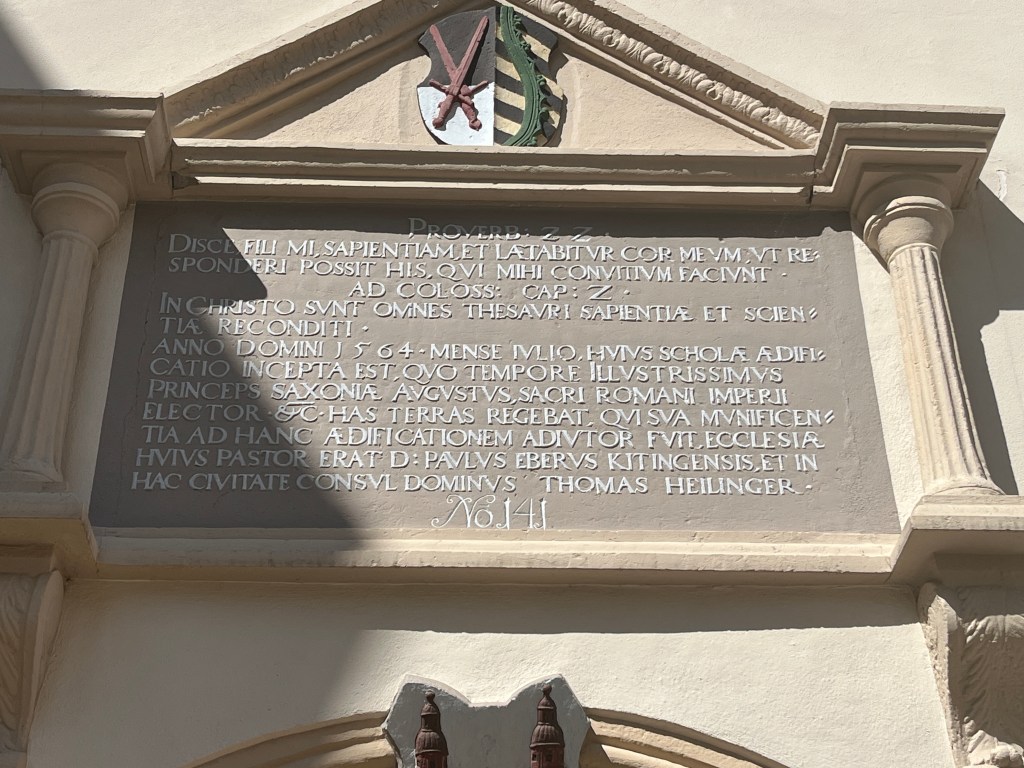 PROVERB: ZZ.
DISCE FILI MI, SAPIENTIAM, ET LÆTABITVR COR MEVM, VT RE=
SPONDERI POSSIT HIS, QVI MIHI CONVITIVM FACIVNT ·
AD COLOSS: CAP: Z ·
IN CHRISTO SVNT OMNES THESAVRI SAPIENTIÆ ET SCIEN=
TIÆ RECONDITI ·
ANNO DOMINI 1564 · MENSE IVLIO, HVIVS SCHOLÆ ÆDIFI=
CATIO INCEPTA EST, QVO TEMPORE ILLUSTRISSIMVS
PRINCEPS SAXONIÆ AVGVSTVS, SACRI ROMANI IMPERII
ELECTOR · &C · HAS TERRAS REGEBAT, QVI SVA MVNIFICEN=
TIA AD HANC ÆDIFICATIONEM ADIVTOR FVIT, ECCLESIÆ
HVIVS PASTOR ERAT D: PAVLVS EBERVS KITINGENSIS, ET IN
HAC CIVITATE CONSVL DOMINVS THOMAS HEILINGER ·
No. 141